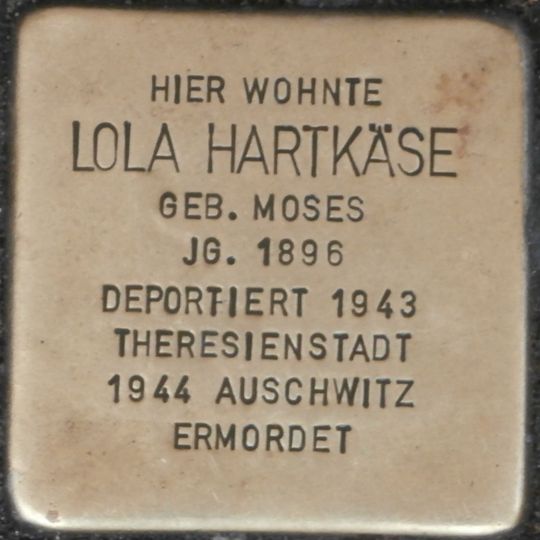 HIER WOHNTE
LOLA HARTKÄSE
GEB. MOSES
JG. 1896
DEPORTIERT 1943
THERESIENSTADT
1944 AUSCHWITZ
ERMORDET